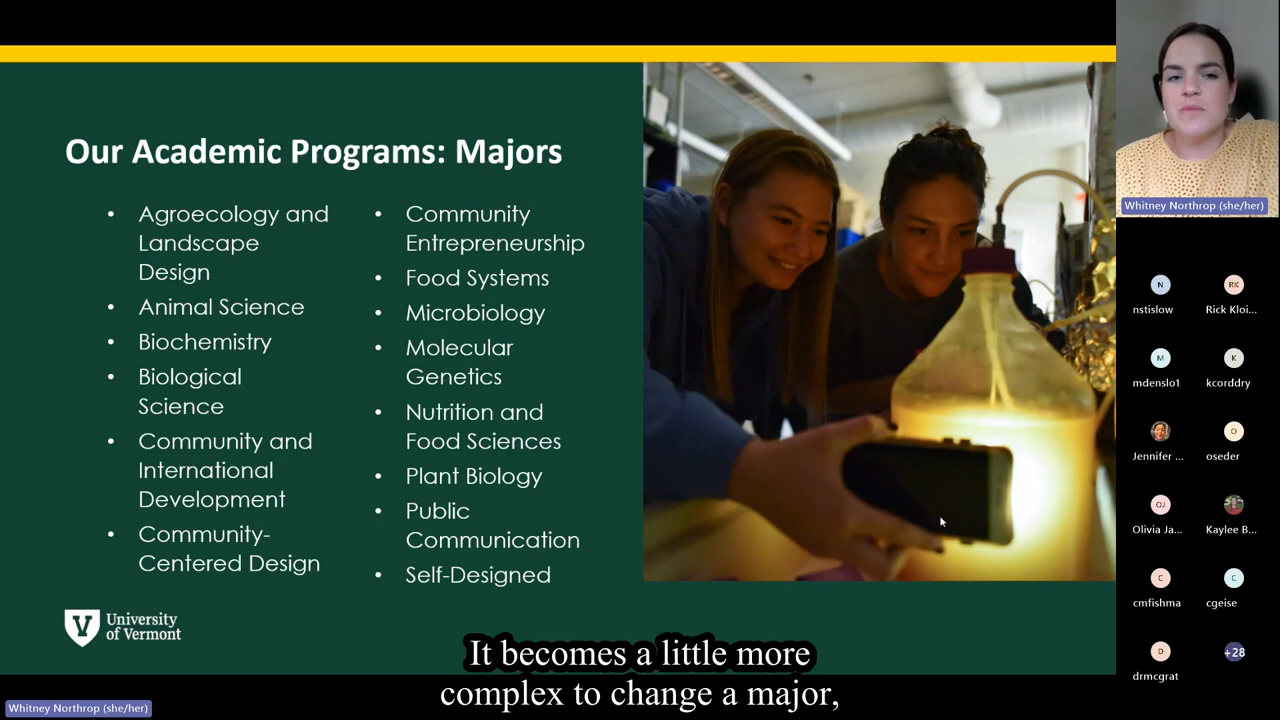 Our Academic Programs: Majors
• Agroecology and
Landscape
Design
• Animal Science
• Biochemistry
• Biological
Science
• Community and
International
Development
• Community-
Centered Design
• Community
Entrepreneurship
• Food Systems
• Microbiology
• Molecular
Genetics
• Nutrition and
Food Sciences
• Plant Biology
• Public
Communication
• Self-Designed
University
of Vermont
It becomes a little more
complex to change a major,
Whitney Northrop (she/her)
Whitney Northrop (she/her)
N
nstislow
RK
Rick Kloi...
M
mdenslo1
K
kcorddry
Jennifer ...
O
oseder
OJ
Olivia Ja...
Kaylee B...
C
cmfishma
C
cgeise
D
drmcgrat
+28